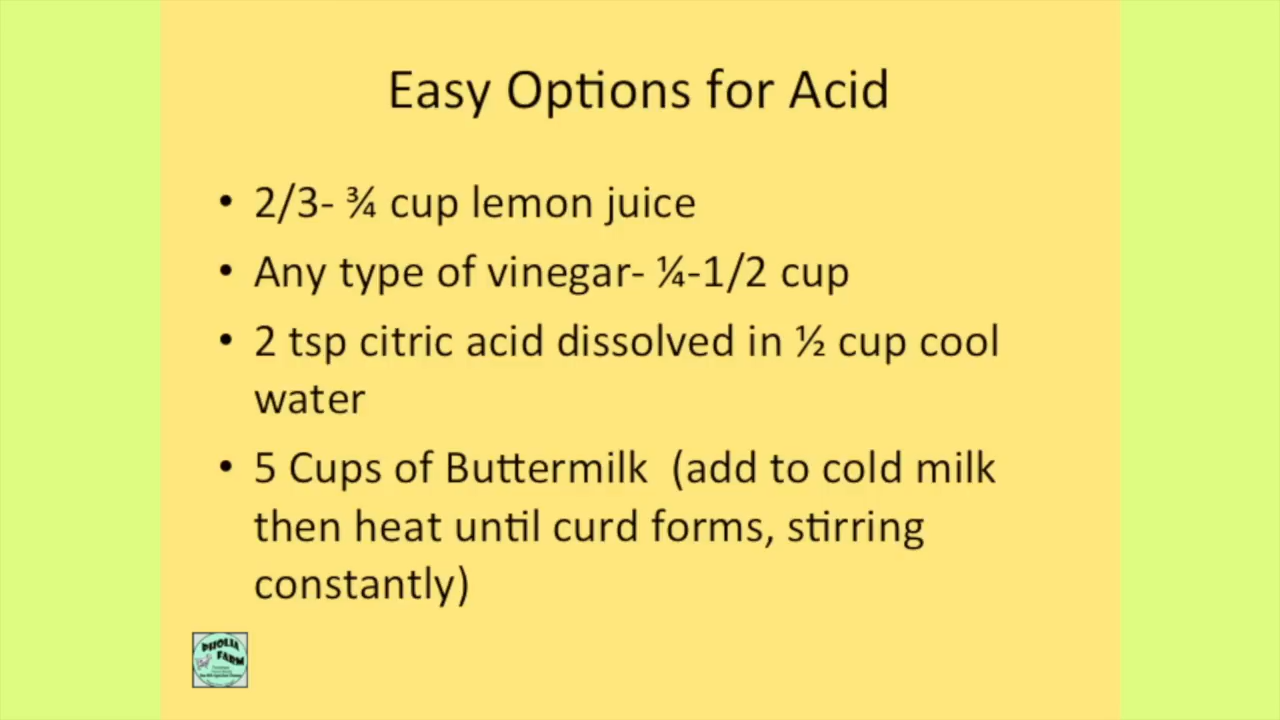 Easy Options for Acid
• 2/3- ¾ cup lemon juice
• Any type of vinegar- ¼-1/2 cup
• 2 tsp citric acid dissolved in ½ cup cool
water
• 5 Cups of Buttermilk  (add to cold milk
then heat until curd forms, stirring
constantly)
FARM